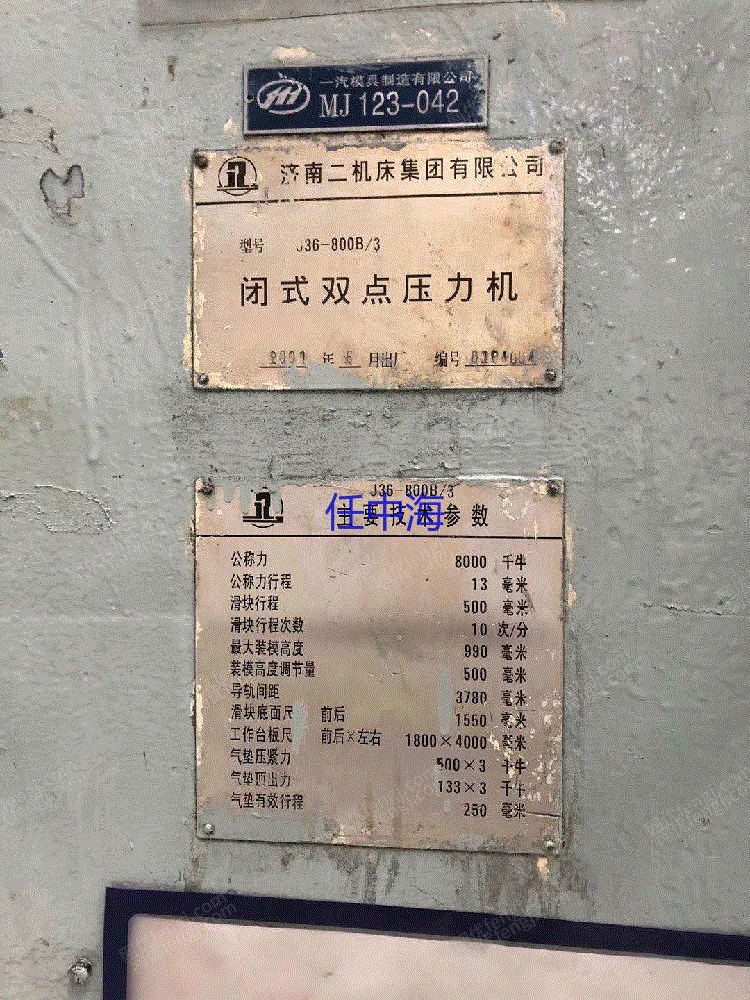 一汽模具制造有限公司
MJ 123-042
济南二机床集团有限公司
型号 J36-800B/3
闭式双点压力机
年 月出厂 编号
J36-800B/3
主要技术参数
任中海
公称力 8000 千牛
公称力行程 13 毫米
滑块行程 500 毫米
滑块行程次数 10 次/分
最大装模高度 990 毫米
装模高度调节量 500 毫米
导轨间距 3780 毫米
滑块底面尺 前后 1550 毫米
工作台板尺 前后×左右 1800×4000 毫米
气垫压紧力 500×3 千牛
气垫顶出力 133×3 千牛
气垫有效行程 250 毫米